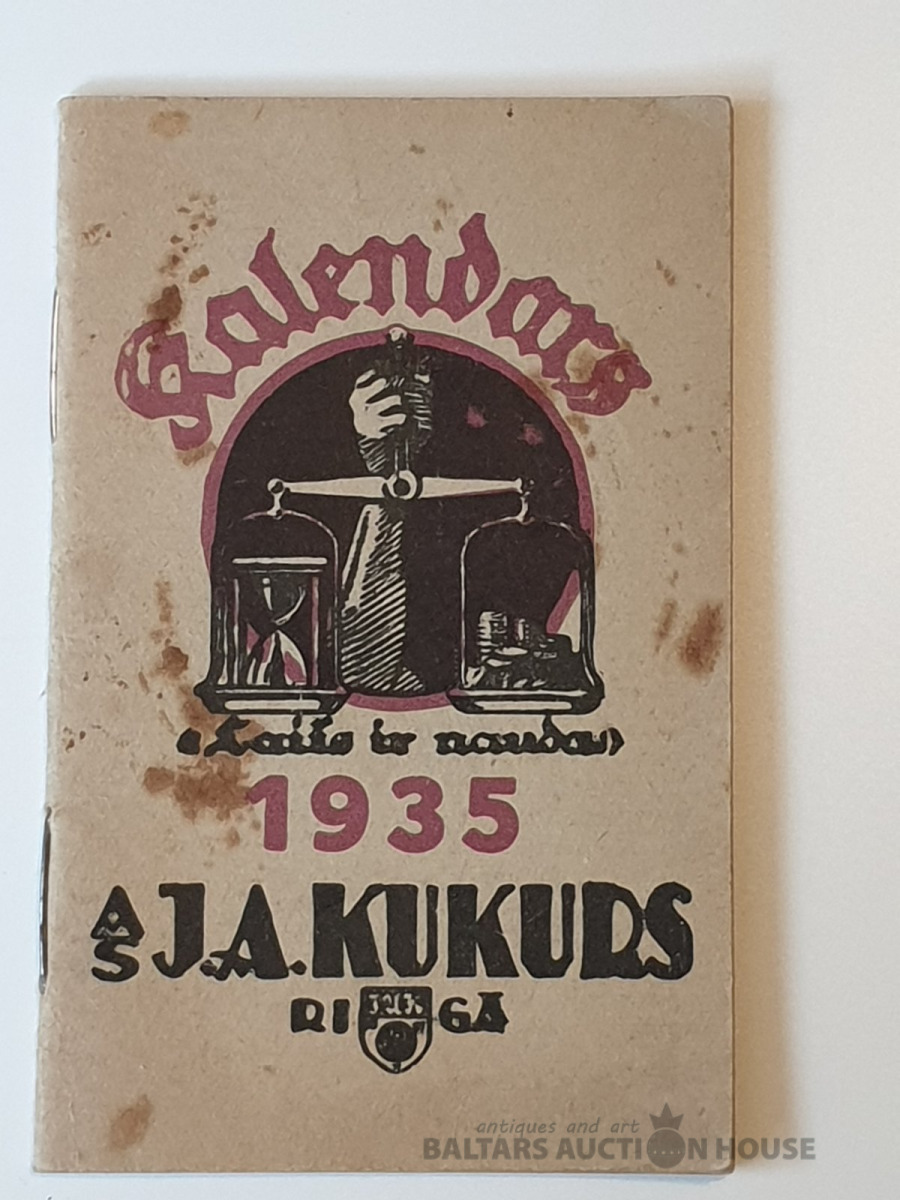 Kalendars
«Laiks ir nauda»
1935
A/S J.A. KUKURS
RIGA
antiques and art
BALTARS AUCTION HOUSE